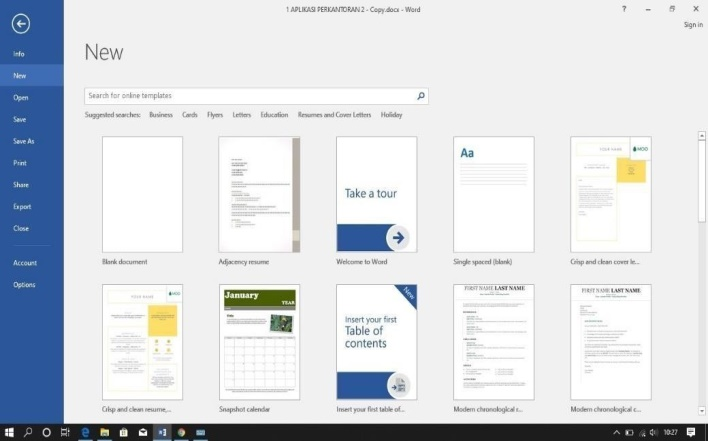 1 APLIKASI PERKANTORAN 2 - Copy.docx - Word
?
Sign in
Info
New
Open
Save
Save As
Print
Share
Export
Close
Account
Options
New
Search for online templates
Suggested searches: Business Cards Flyers Letters Education Resumes and Cover Letters Holiday
Take a tour
Aa
YOUR NAME
MOO
Blank document
Adjacency resume
Welcome to Word
Single spaced (blank)
Crisp and clean cover le...
YOUR NAME
MOO
January
YEAR
Title
New
Insert your first
Table of
contents
FIRST NAME LAST NAME
FIRST NAME LAST NAME
Crisp and clean resume,...
Snapshot calendar
Insert your first table of...
Modern chronological r...
Modern chronological c...
10:27